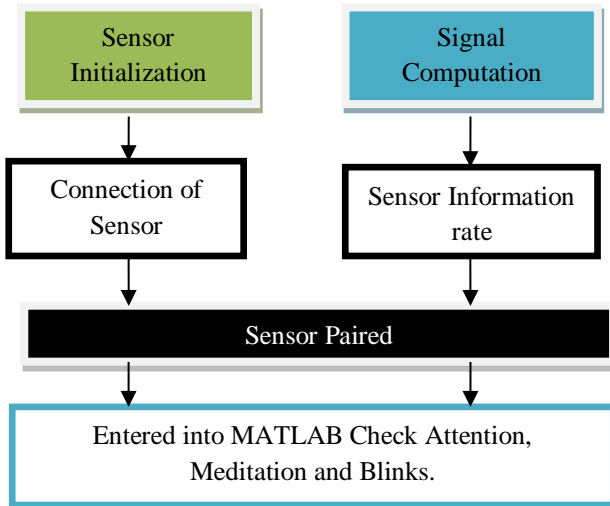 Sensor
Initialization
Signal
Computation
Connection of
Sensor
Sensor Information
rate
Sensor Paired
Entered into MATLAB Check Attention,
Meditation and Blinks.